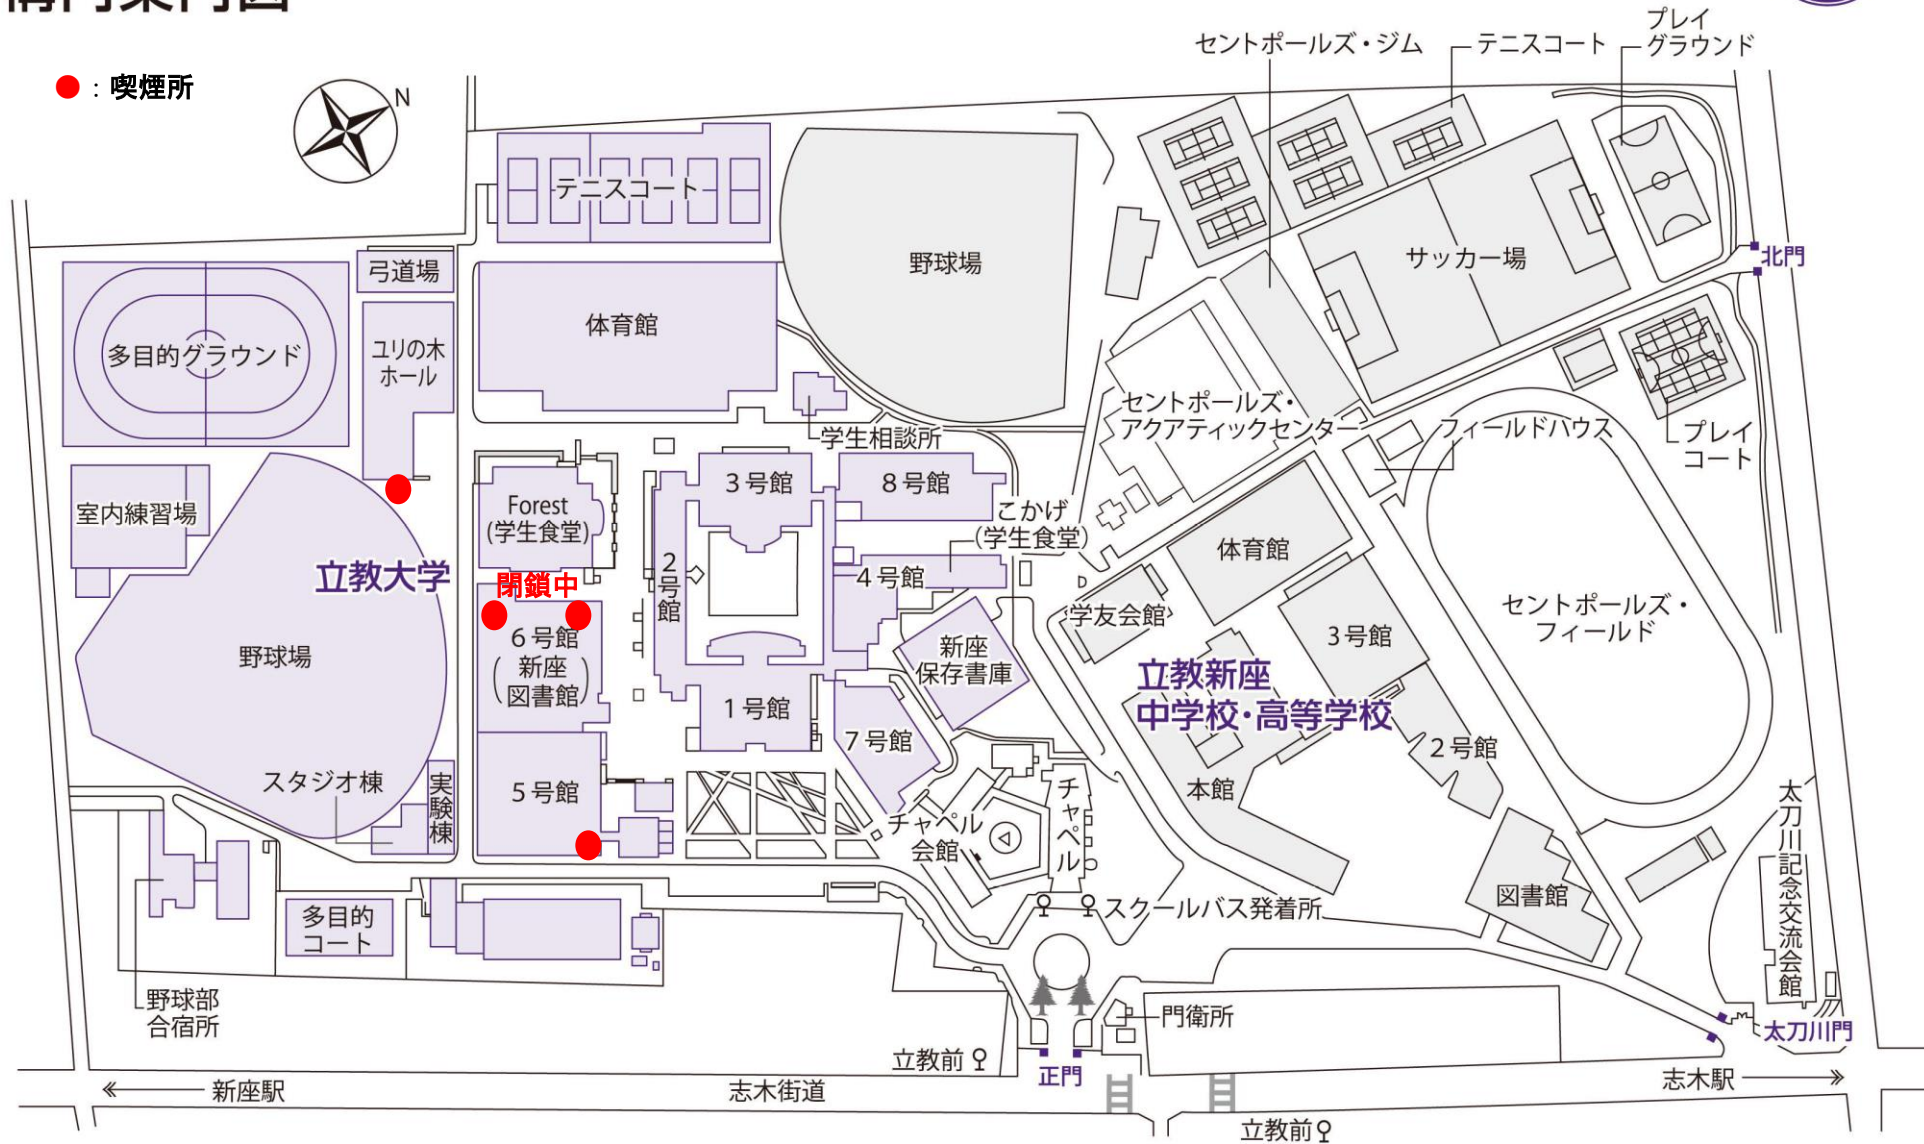 構内案内図
●：喫煙所
N
セントポールズ・ジム
テニスコート
プレイ
グラウンド
テニスコート
野球場
サッカー場
北門
弓道場
体育館
多目的グラウンド
ユリの木
ホール
セントポールズ・
アクアティックセンター
フィールドハウス
プレイ
コート
学生相談所
室内練習場
Forest
(学生食堂)
3号館
8号館
こかげ
(学生食堂)
体育館
立教大学
閉鎖中
2号館
4号館
学友会館
3号館
セントポールズ・
フィールド
野球場
6号館
(新座
図書館)
新座
保存書庫
立教新座
中学校・高等学校
1号館
7号館
2号館
スタジオ棟
実験棟
5号館
チャペル
会館
チャペル
本館
太刀川記念交流会館
多目的
コート
スクールバス発着所
図書館
野球部
合宿所
門衛所
太刀川門
立教前
正門
新座駅
志木街道
志木駅
立教前